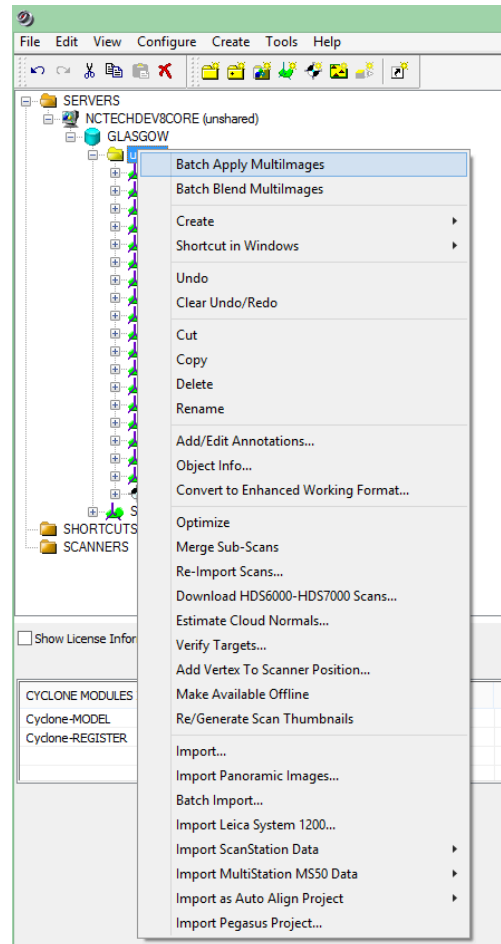 File Edit View Configure Create Tools Help
SERVERS
NCTECHDEV8CORE (unshared)
GLASGOW
Batch Apply MultiImages
Batch Blend MultiImages
Create
Shortcut in Windows
Undo
Clear Undo/Redo
Cut
Copy
Delete
Rename
Add/Edit Annotations...
Object Info...
Convert to Enhanced Working Format...
SHORTCUTS
SCANNERS
Optimize
Merge Sub-Scans
Re-Import Scans...
Download HDS6000-HDS7000 Scans...
Estimate Cloud Normals...
Show License Infor
Verify Targets...
Add Vertex To Scanner Position...
Make Available Offline
Re/Generate Scan Thumbnails
CYCLONE MODULES
Cyclone-MODEL
Cyclone-REGISTER
Import...
Import Panoramic Images...
Batch Import...
Import Leica System 1200...
Import ScanStation Data
Import MultiStation MS50 Data
Import as Auto Align Project
Import Pegasus Project...